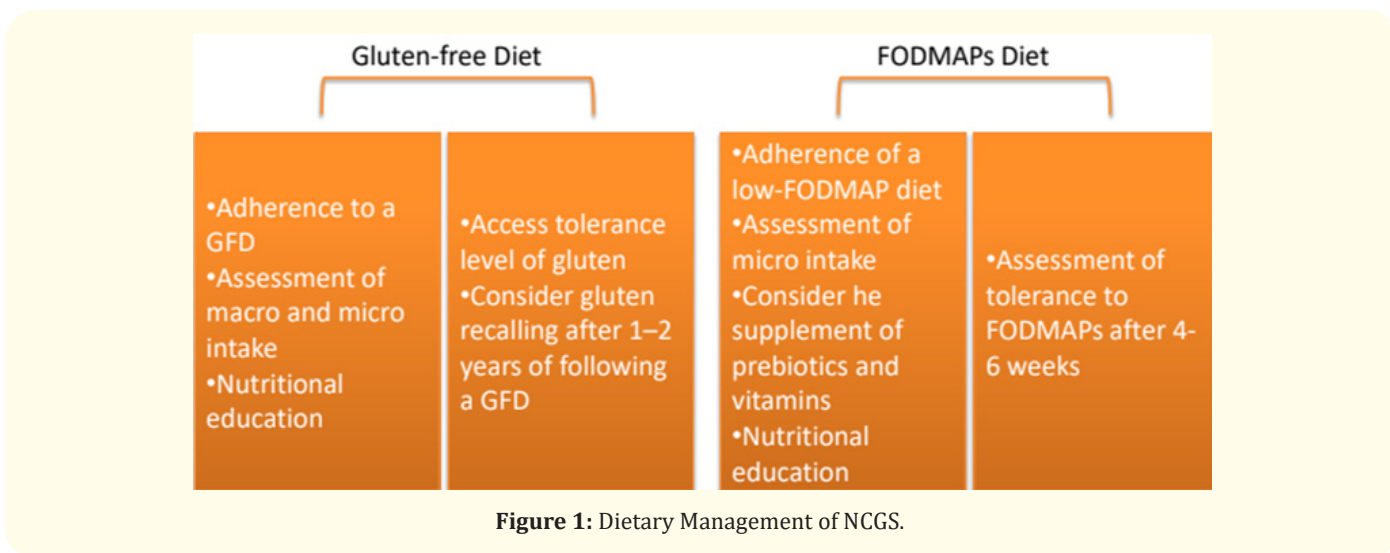 Gluten-free Diet
FODMAPs Diet
•Adherence to a
GFD
•Assessment of
macro and micro
intake
•Nutritional
education
•Access tolerance
level of gluten
•Consider gluten
recalling after 1–2
years of following
a GFD
•Adherence of a
low-FODMAP diet
•Assessment of
micro intake
•Consider he
supplement of
prebiotics and
vitamins
•Nutritional
education
•Assessment of
tolerance to
FODMAPs after 4-
6 weeks
Figure 1: Dietary Management of NCGS.